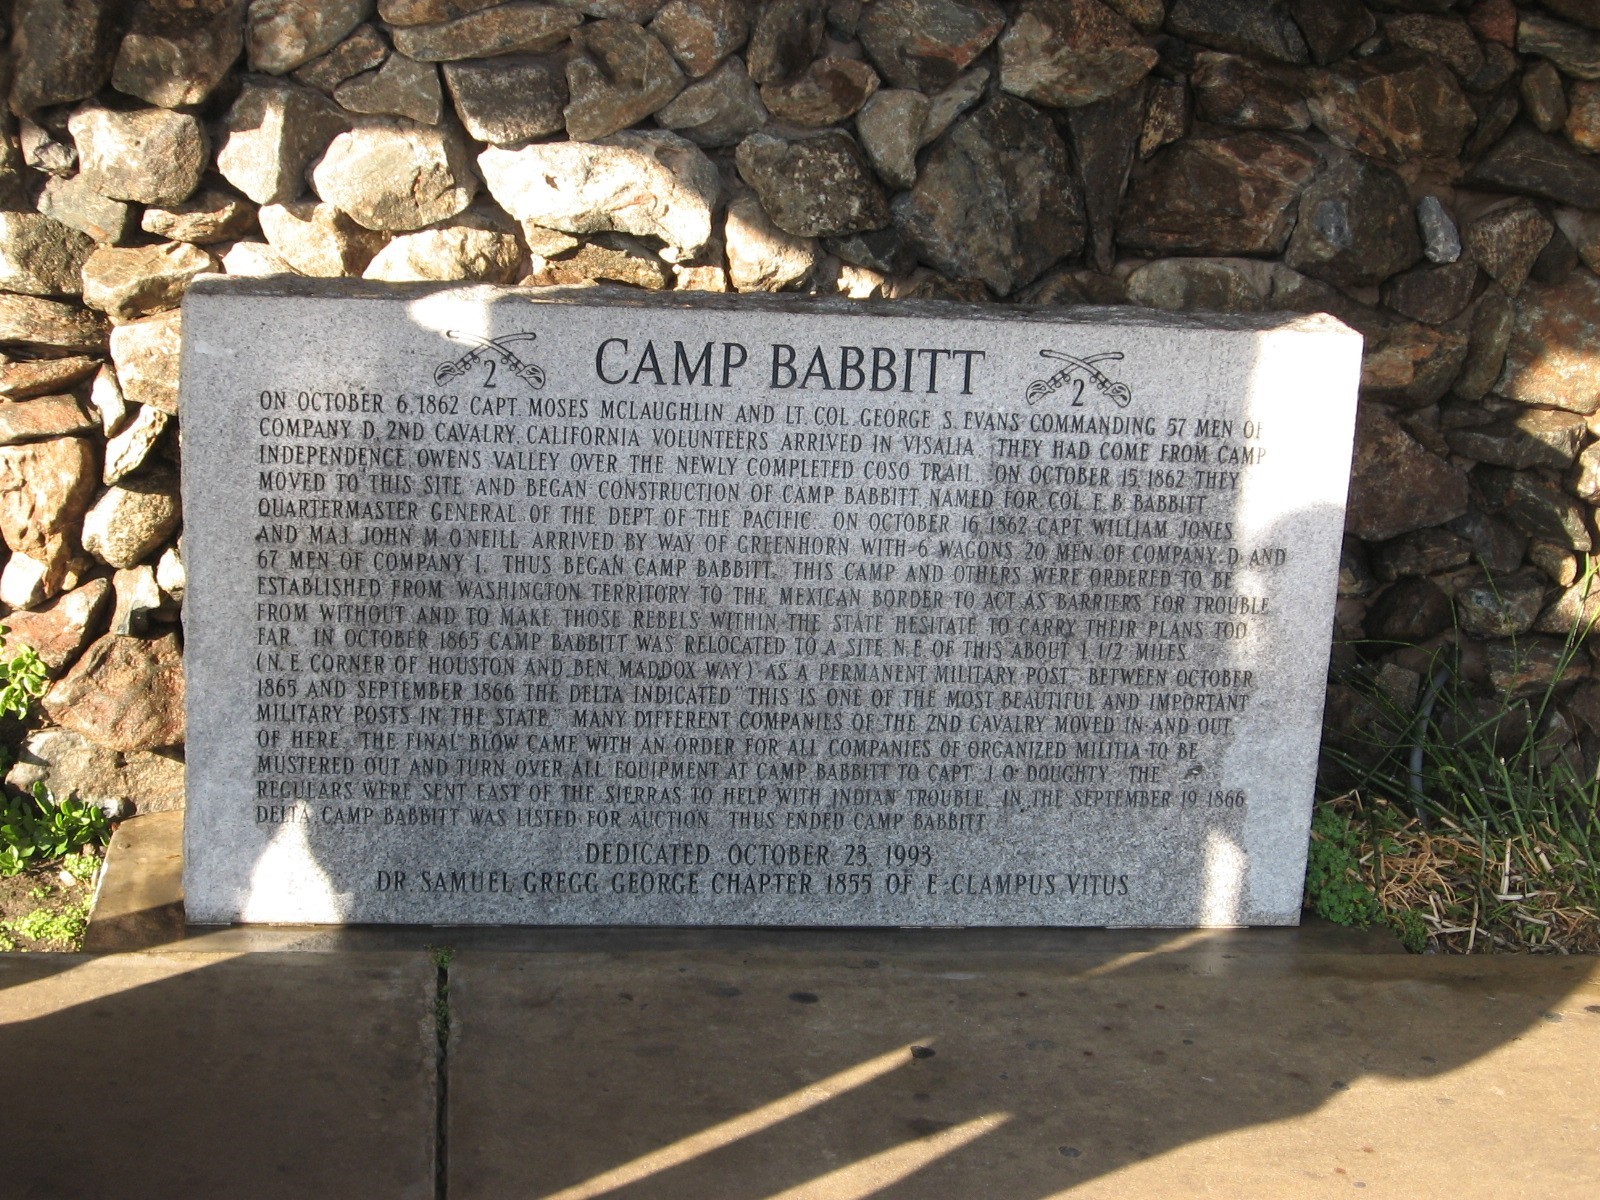 2 CAMP BABBITT 2
ON OCTOBER 6, 1862 CAPT. MOSES MCLAUGHLIN AND LT. COL. GEORGE S. EVANS COMMANDING 57 MEN OF
COMPANY D, 2ND CAVALRY, CALIFORNIA VOLUNTEERS ARRIVED IN VISALIA. THEY HAD COME FROM CAMP
INDEPENDENCE, OWENS VALLEY OVER THE NEWLY COMPLETED COSO TRAIL. ON OCTOBER 15, 1862 THEY
MOVED TO THIS SITE AND BEGAN CONSTRUCTION OF CAMP BABBITT, NAMED FOR COL. E. B. BABBITT
QUARTERMASTER GENERAL OF THE DEPT. OF THE PACIFIC. ON OCTOBER 16, 1862 CAPT. WILLIAM JONES
AND MAJ. JOHN M. O'NEILL ARRIVED BY WAY OF GREENHORN WITH 6 WAGONS 20 MEN OF COMPANY D AND
67 MEN OF COMPANY I. THUS BEGAN CAMP BABBITT. THIS CAMP AND OTHERS WERE ORDERED TO BE
ESTABLISHED FROM WASHINGTON TERRITORY TO THE MEXICAN BORDER TO ACT AS BARRIERS FOR TROUBLE
FROM WITHOUT AND TO MAKE THOSE REBELS WITHIN THE STATE HESITATE TO CARRY THEIR PLANS TOO
FAR. IN OCTOBER 1865 CAMP BABBITT WAS RELOCATED TO A SITE N.E. OF THIS ABOUT 1 1/2 MILES
(N. E. CORNER OF HOUSTON AND BEN MADDOX WAY) AS A PERMANENT MILITARY POST. BETWEEN OCTOBER
1865 AND SEPTEMBER 1866 THE DELTA INDICATED "THIS IS ONE OF THE MOST BEAUTIFUL AND IMPORTANT
MILITARY POSTS IN THE STATE." MANY DIFFERENT COMPANIES OF THE 2ND CAVALRY MOVED IN AND OUT
OF HERE. THE FINAL BLOW CAME WITH AN ORDER FOR ALL COMPANIES OF ORGANIZED MILITIA TO BE
MUSTERED OUT AND TURN OVER ALL EQUIPMENT AT CAMP BABBITT TO CAPT. J. O. DOUGHTY. THE
REGULARS WERE SENT EAST OF THE SIERRAS TO HELP WITH INDIAN TROUBLE. IN THE SEPTEMBER 19, 1866
DELTA CAMP BABBITT WAS LISTED FOR AUCTION. THUS ENDED CAMP BABBITT.
DEDICATED OCTOBER 23, 1993
DR. SAMUEL GREGG GEORGE CHAPTER 1855 OF E CLAMPUS VITUS